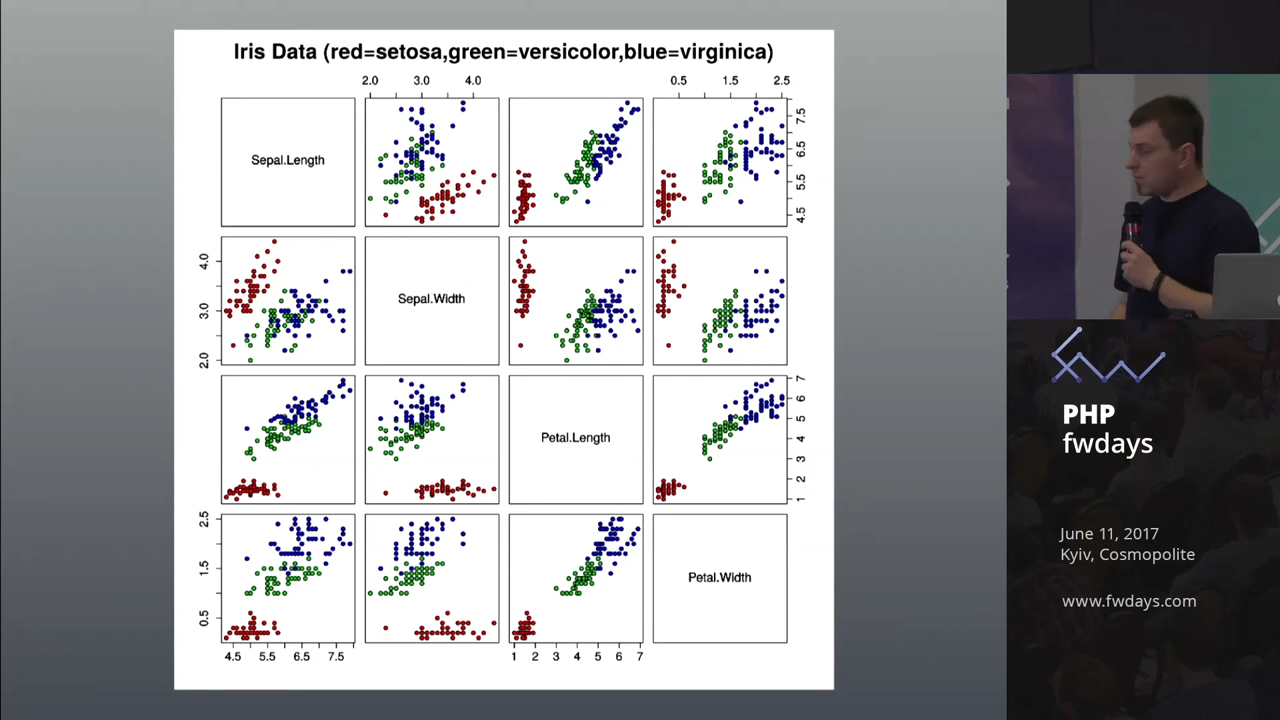 Iris Data (red=setosa,green=versicolor,blue=virginica)
2.0 3.0 4.0
0.5 1.5 2.5
Sepal.Length
4.5 5.5 6.5 7.5
2.0 3.0 4.0
Sepal.Width
Petal.Length
1 2 3 4 5 6 7
0.5 1.5 2.5
Petal.Width
4.5 5.5 6.5 7.5
1 2 3 4 5 6 7
PHP
fwdays
June 11, 2017
Kyiv, Cosmopolite
www.fwdays.com